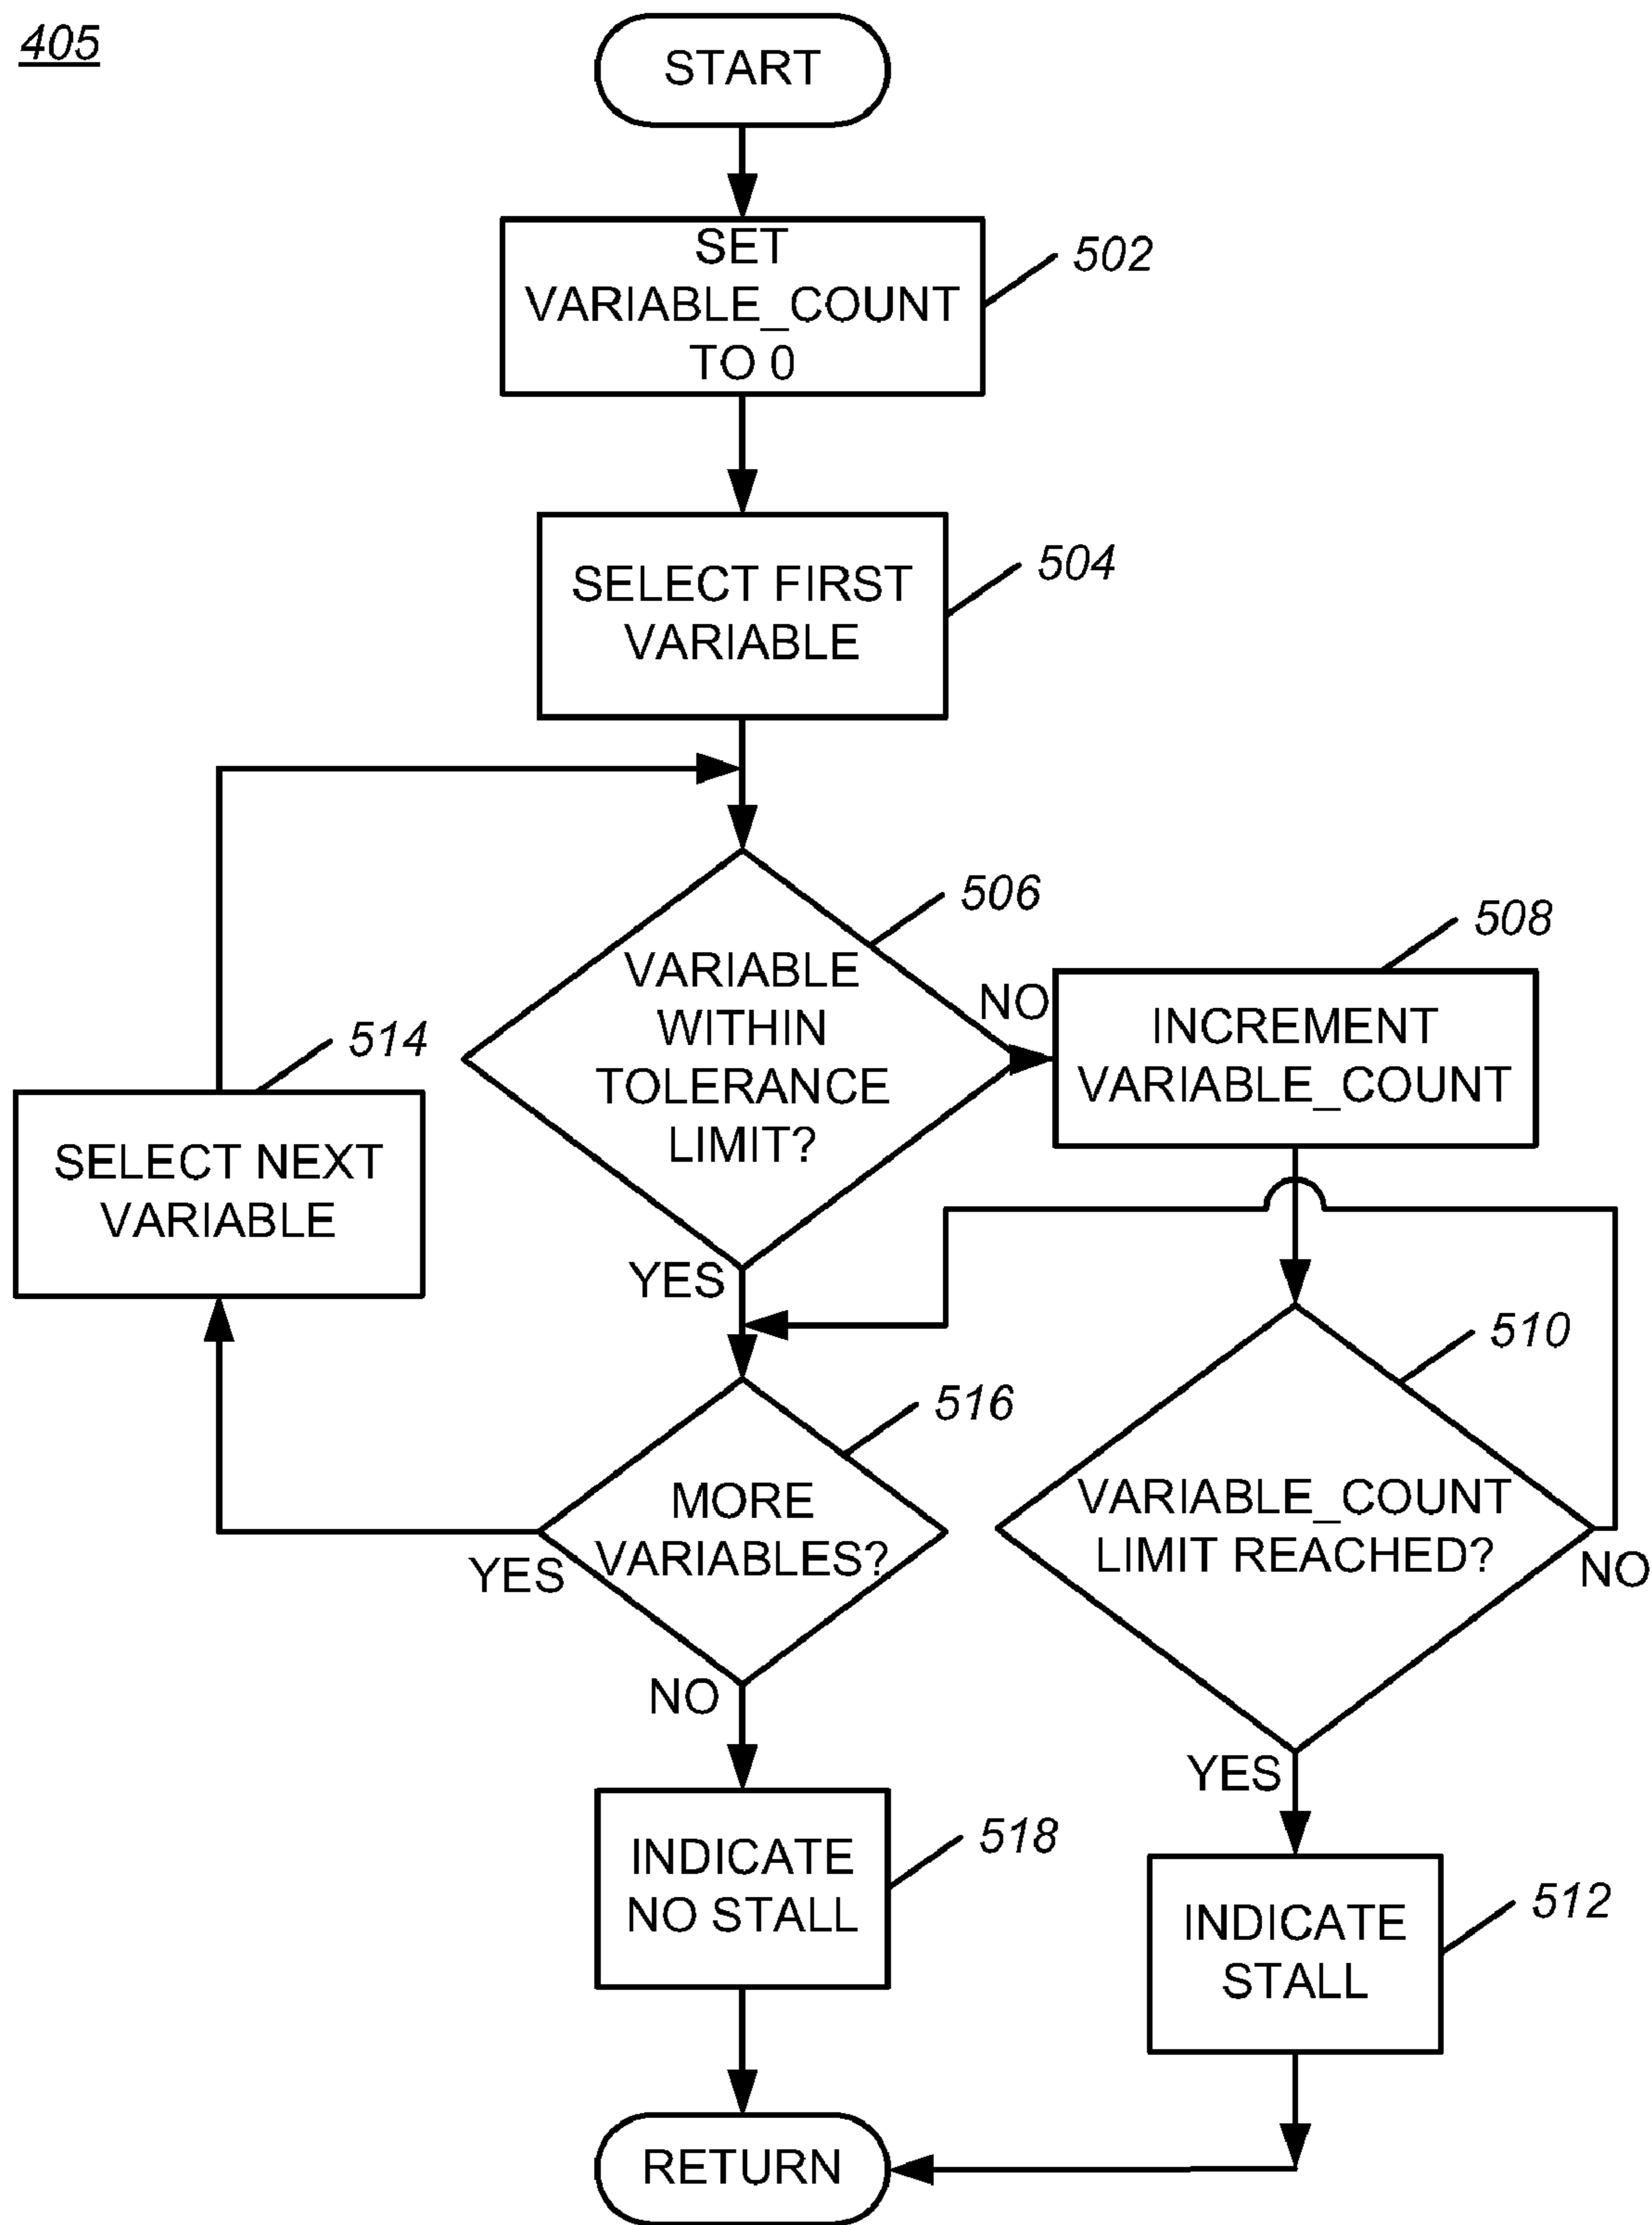 405
START
SET
VARIABLE_COUNT
TO 0
502
SELECT FIRST
VARIABLE
504
VARIABLE
WITHIN
TOLERANCE
LIMIT?
506
NO
YES
INCREMENT
VARIABLE_COUNT
508
SELECT NEXT
VARIABLE
514
VARIABLE_COUNT
LIMIT REACHED?
510
NO
YES
MORE
VARIABLES?
516
YES
NO
INDICATE
NO STALL
518
INDICATE
STALL
512
RETURN